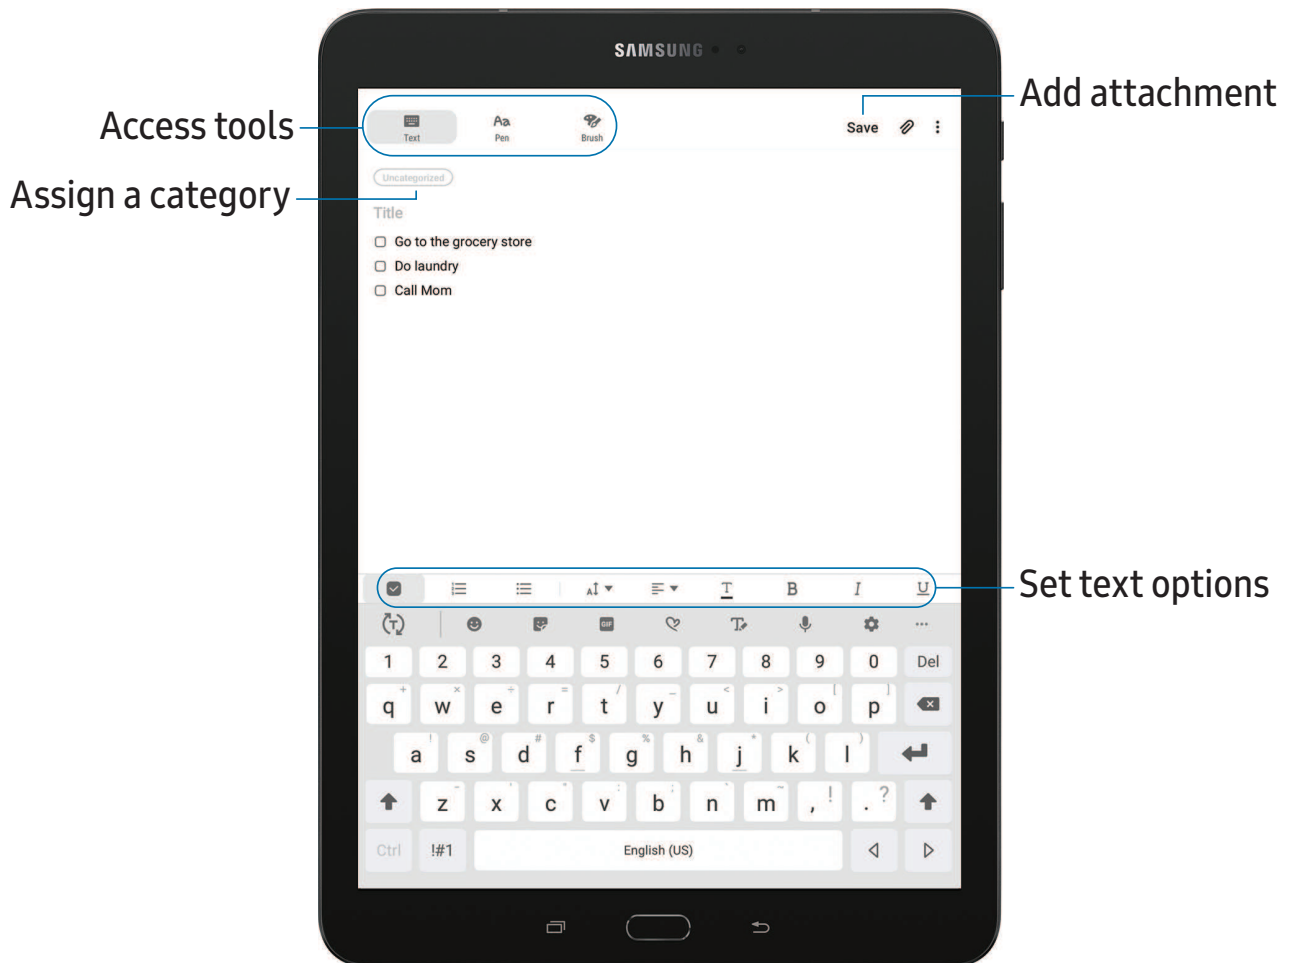 SAMSUNG
Add attachment
Access tools
Text
Aa
Pen
Brush
Save
Assign a category
Uncategorized
Title
Go to the grocery store
Do laundry
Call Mom
Set text options
A T B I U
T GIF T
1 2 3 4 5 6 7 8 9 0 Del
q + w × e ÷ r = t / y _ u < i > o [ p ]
a ! s @ d # f $ g % h & j * k ( l )
z - x ' c " v : b ; n ` m ~ , ! . ?
Ctrl !#1 English (US)